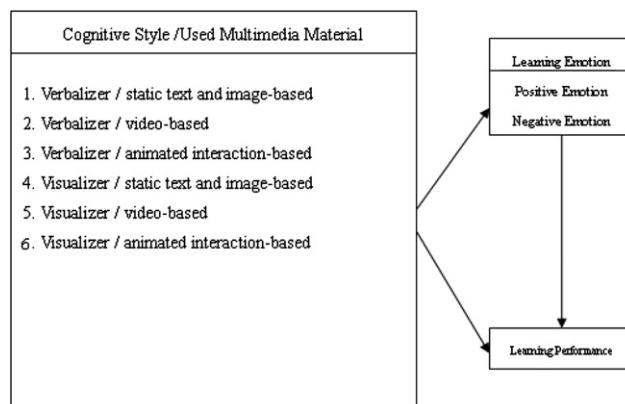 Cognitive Style /Used Multimedia Material
1. Verbalizer / static text and image-based
2. Verbalizer / video-based
3. Verbalizer / animated interaction-based
4. Visualizer / static text and image-based
5. Visualizer / video-based
6. Visualizer / animated interaction-based
Learning Emotion
Positive Emotion
Negative Emotion
Learning Performance